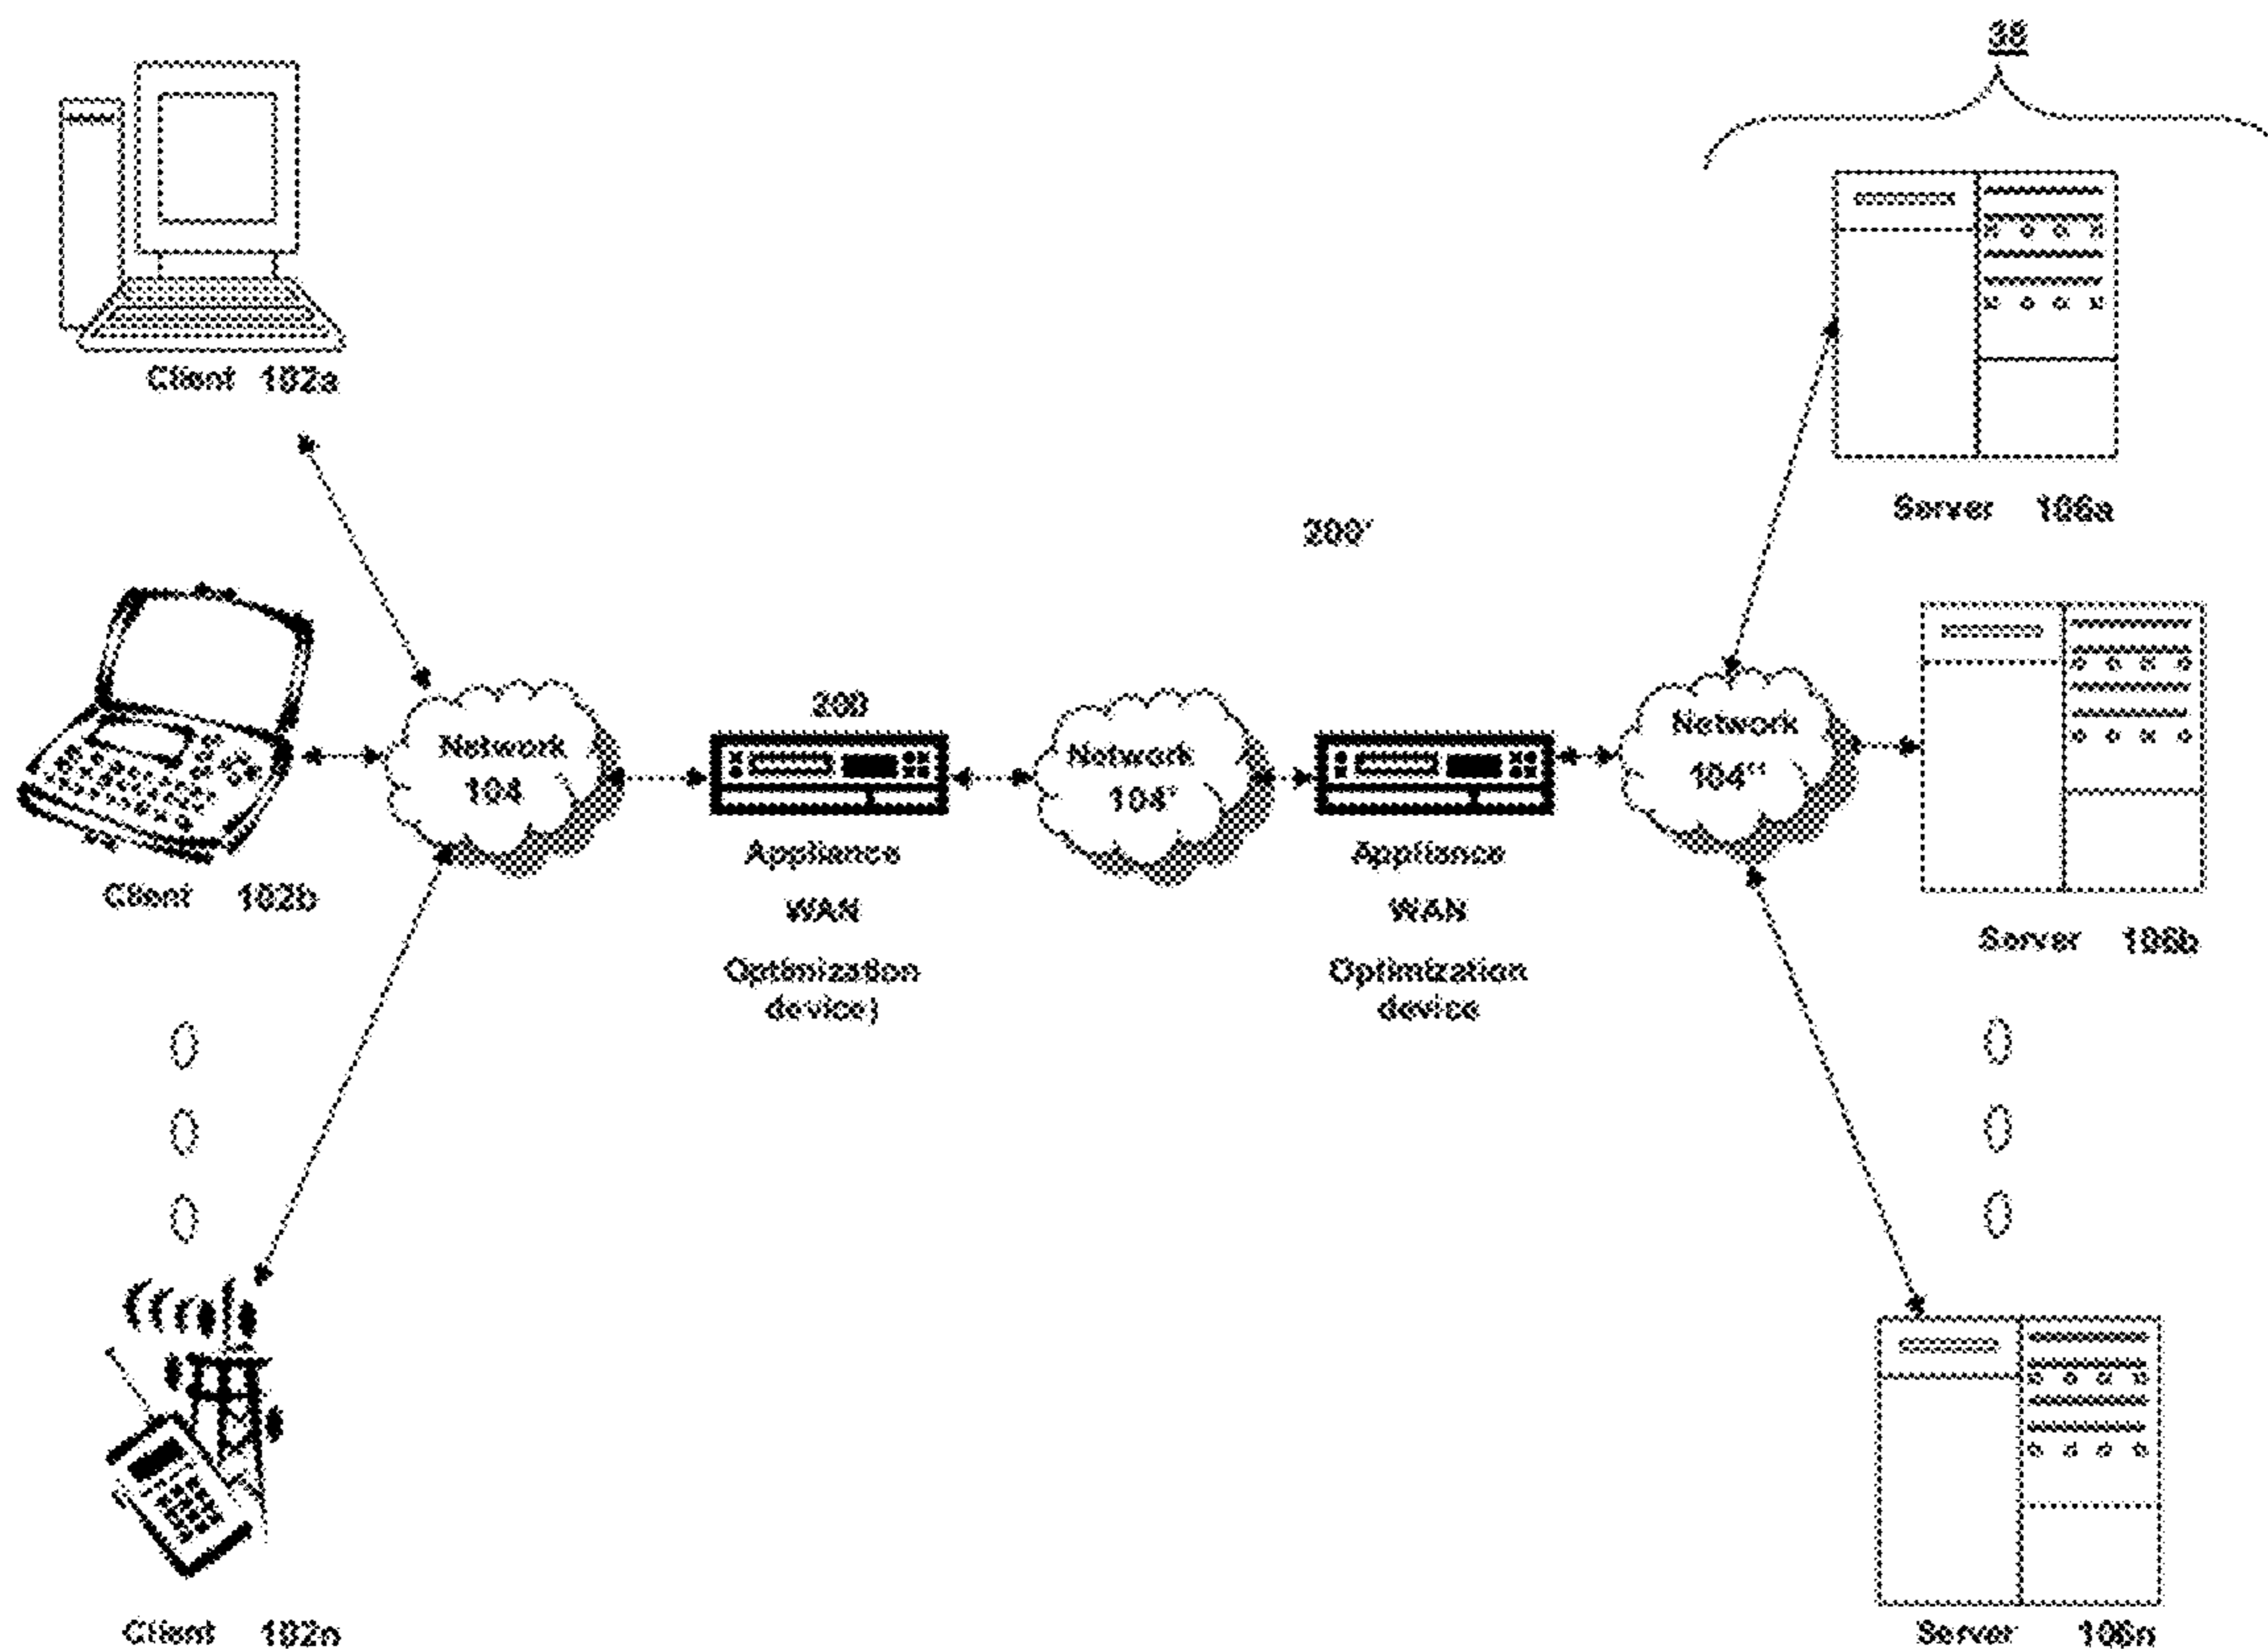 38
Client 102a
Server 106a
200'
200
Network
104
Network
104'
Network
104''
Appliance
WAN
Optimization
device)
Appliance
WAN
Optimization
device
Client 102b
Server 106b
Client 102n
Server 106n